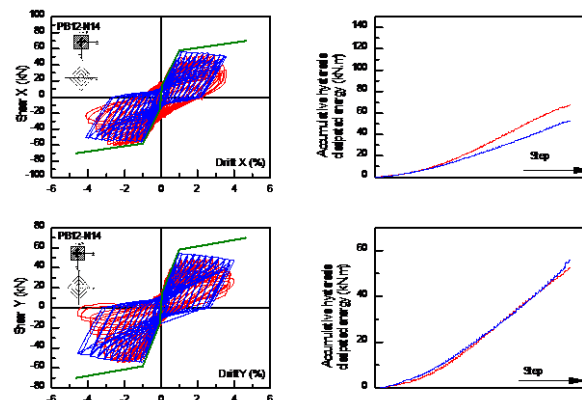 PB12-N14
Shear X (kN)
100
80
60
40
20
0
-20
-40
-60
-80
-100
Drift X (%)
-6 -4 -2 0 2 4 6
Accumulative hysteresis
dissipated energy (kN-m)
140
120
100
80
60
40
20
0
Step
PB12-N14
Shear Y (kN)
80
60
40
20
0
-20
-40
-60
-80
Drift Y (%)
-6 -4 -2 0 2 4 6
Accumulative hysteresis
dissipated energy (kN-m)
60
40
20
0
Step